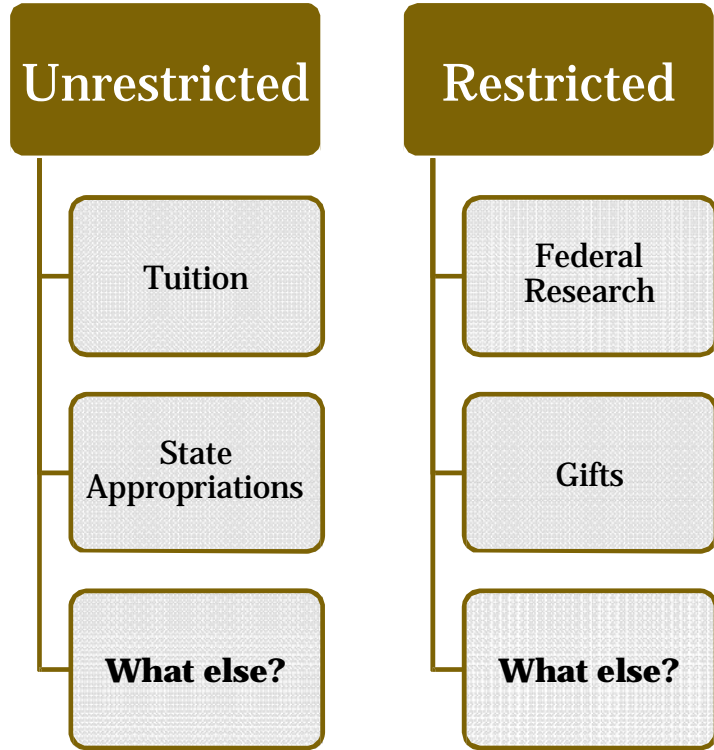 Unrestricted
Tuition
State
Appropriations
What else?
Restricted
Federal
Research
Gifts
What else?